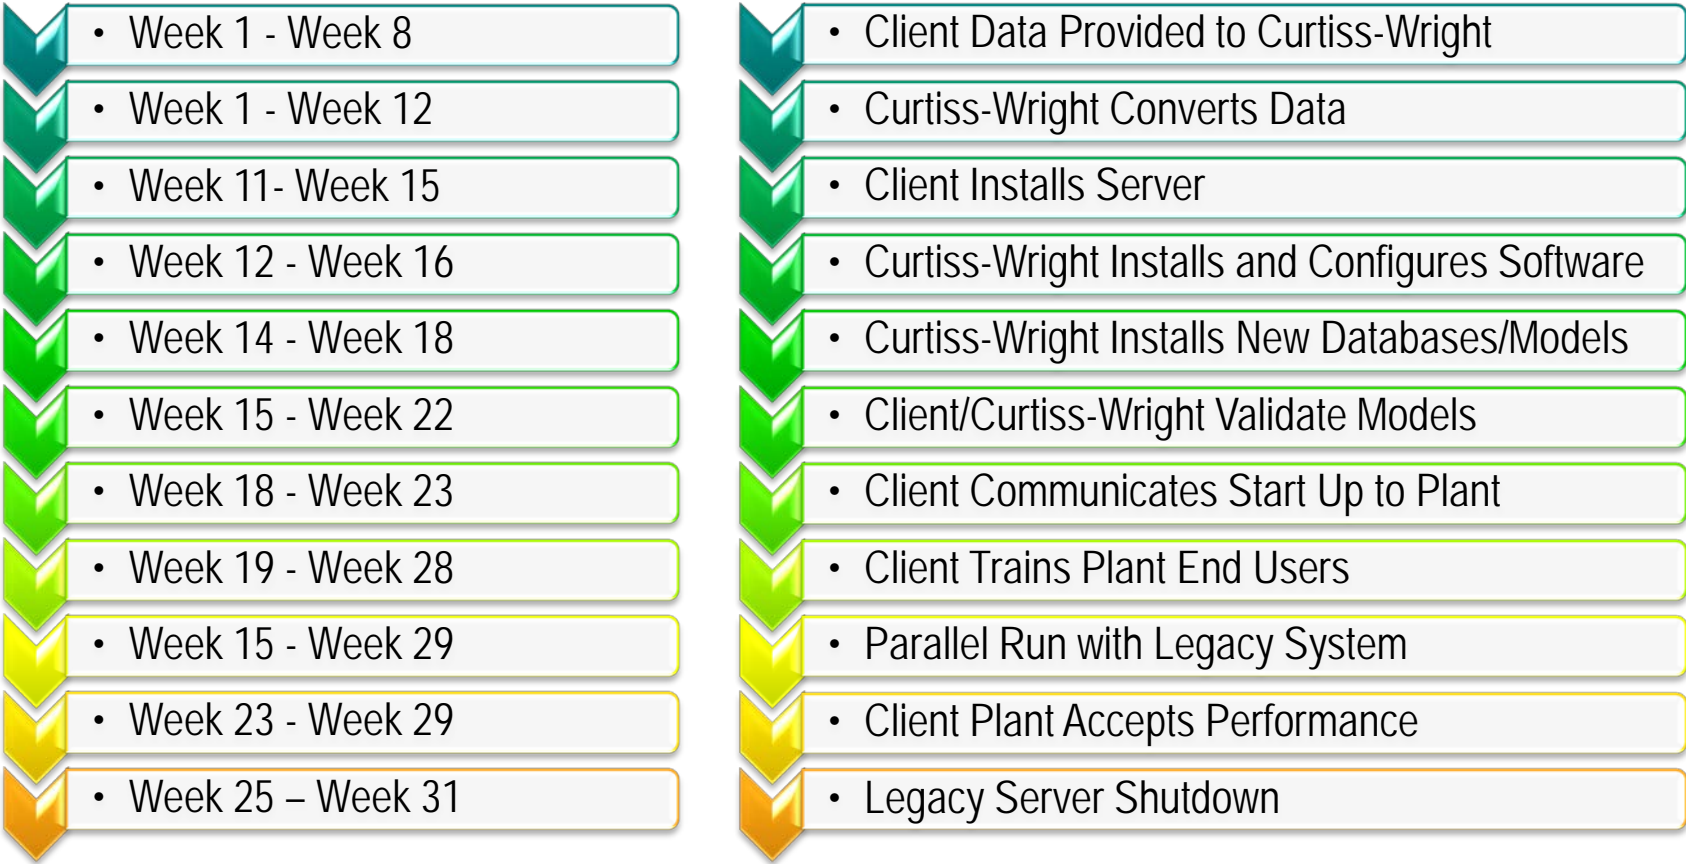 • Week 1 - Week 8
• Client Data Provided to Curtiss-Wright
• Week 1 - Week 12
• Curtiss-Wright Converts Data
• Week 11- Week 15
• Client Installs Server
• Week 12 - Week 16
• Curtiss-Wright Installs and Configures Software
• Week 14 - Week 18
• Curtiss-Wright Installs New Databases/Models
• Week 15 - Week 22
• Client/Curtiss-Wright Validate Models
• Week 18 - Week 23
• Client Communicates Start Up to Plant
• Week 19 - Week 28
• Client Trains Plant End Users
• Week 15 - Week 29
• Parallel Run with Legacy System
• Week 23 - Week 29
• Client Plant Accepts Performance
• Week 25 – Week 31
• Legacy Server Shutdown